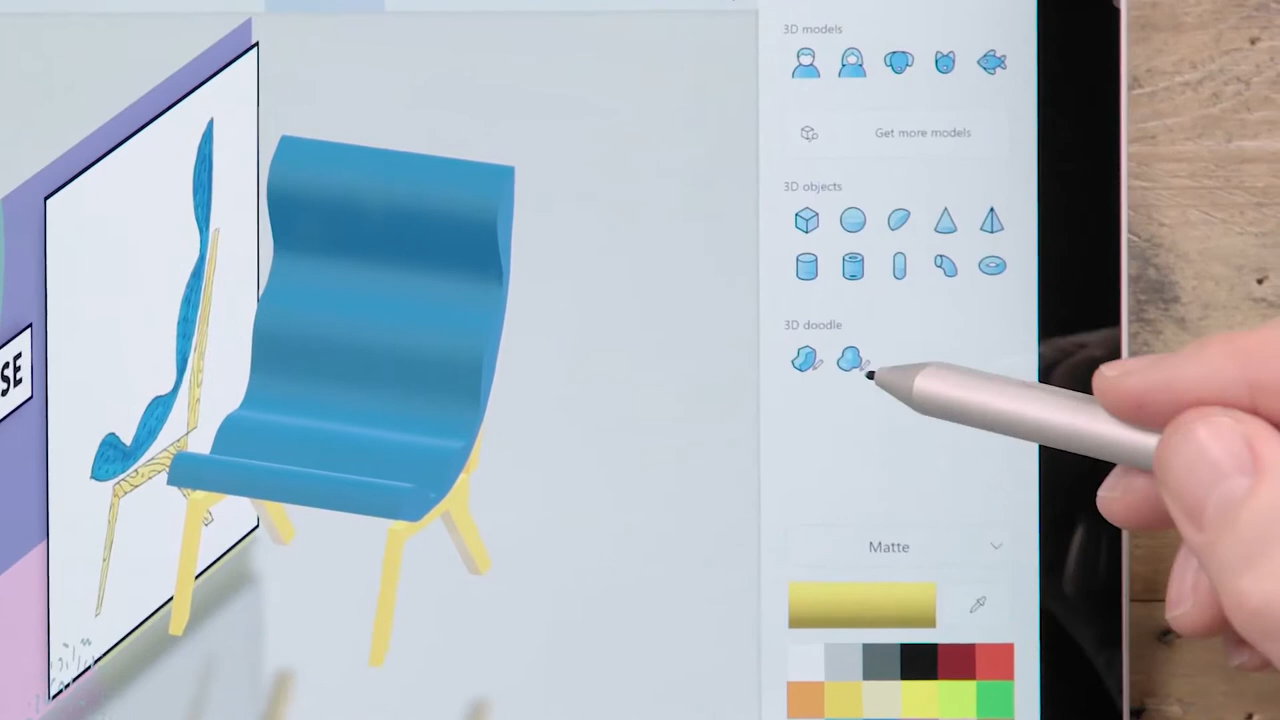 SE
3D models
Get more models
3D objects
3D doodle
Matte